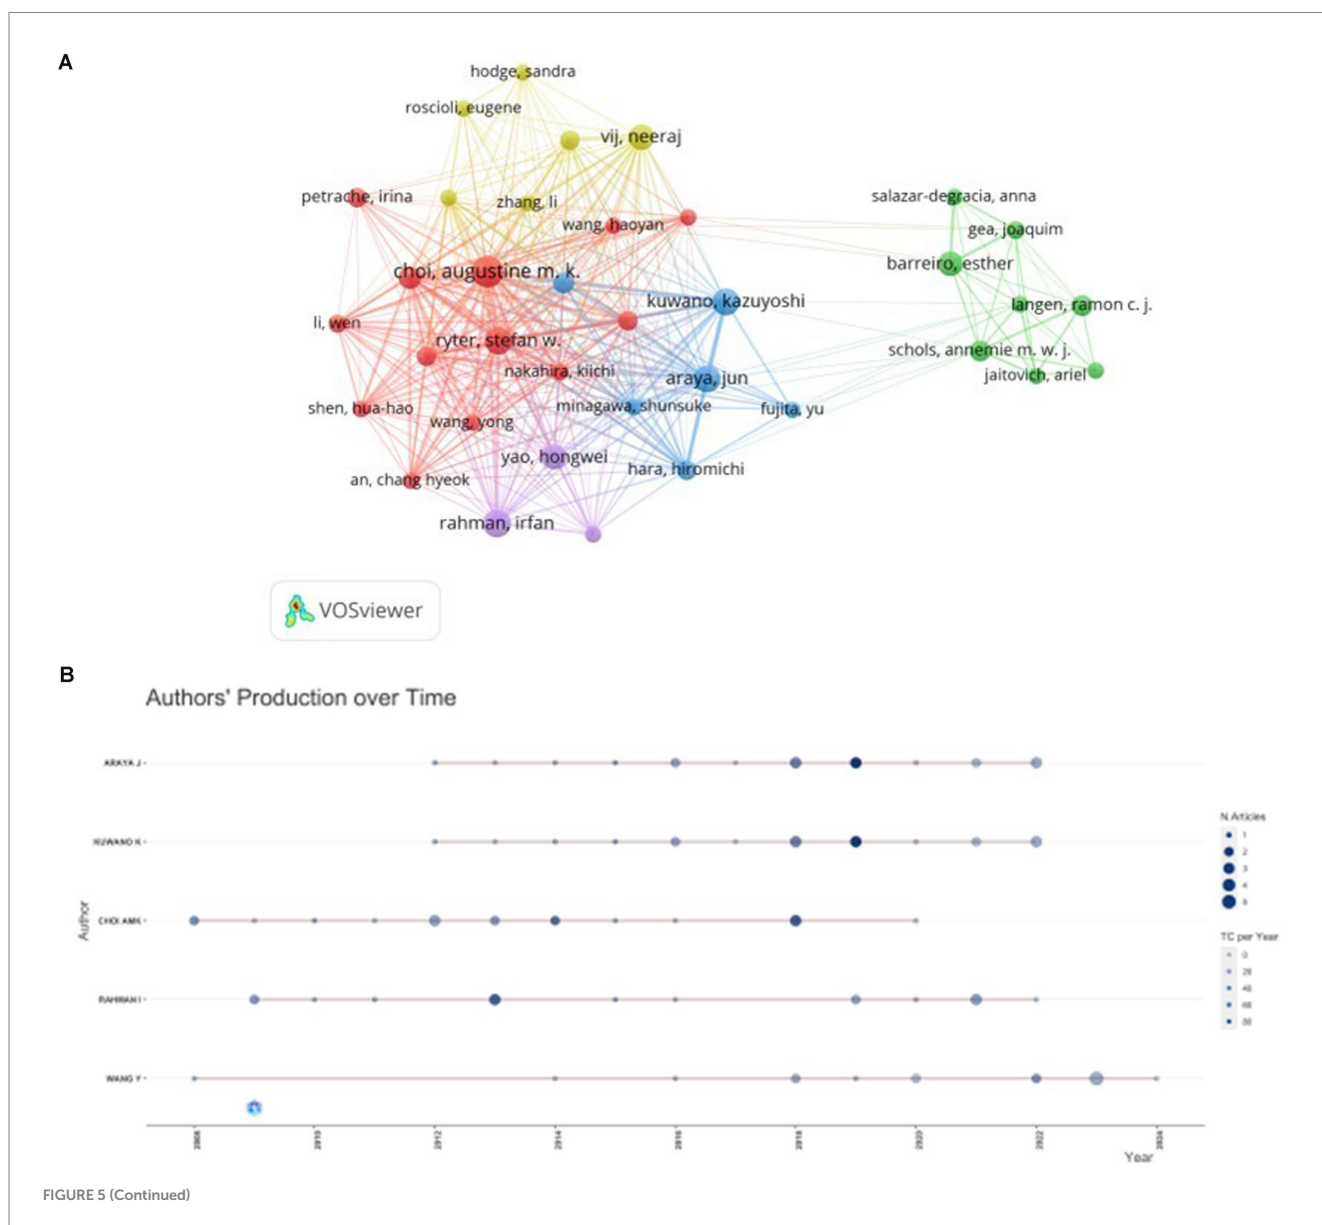 A
hodge, sandra
roscioli, eugene
vij, neeraj
petrache, irina
zhang, li
wang, haoyan
salazar-degracia, anna
gea, joaquim
barreiro, esther
choi, augustine m. k.
kuwano, kazuyoshi
langen, ramon c. j.
li, wen
ryter, stefan w.
schols, annemie m. w. j.
nakahira, kiichi
araya, jun
jaitovich, ariel
shen, hua-hao
minagawa, shunsuke
fujita, yu
wang, yong
yao, hongwei
hara, hiromichi
an, chang hyeok
rahman, irfan
VOSviewer
B
Authors' Production over Time
ARAYA J
KUWANO K
CHOI AMK
RAHMAN I
WANG Y
Author
N.Articles
1
2
3
4
5
TC per Year
0
20
40
60
80
2008
2010
2012
2014
2016
2018
2020
2022
2024
Year
FIGURE 5 (Continued)